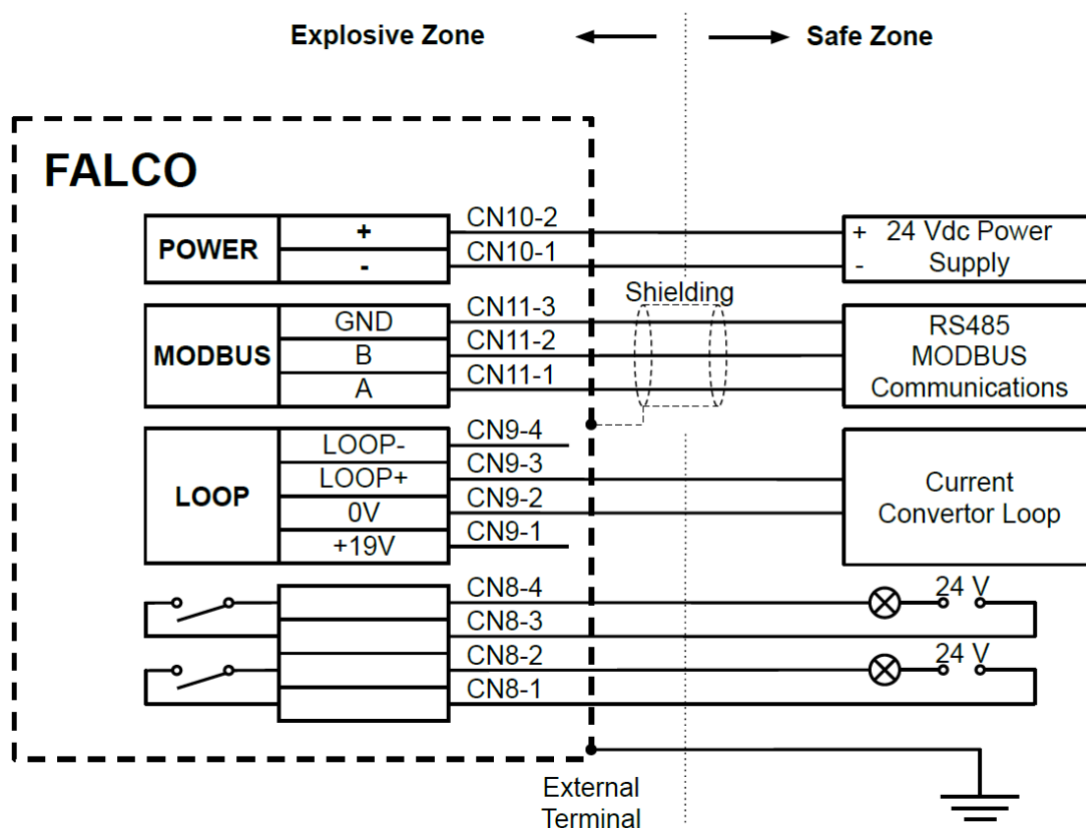 Explosive Zone
Safe Zone
FALCO
POWER
+
-
CN10-2
CN10-1
+ 24 Vdc Power
- Supply
Shielding
MODBUS
GND
B
A
CN11-3
CN11-2
CN11-1
RS485
MODBUS
Communications
LOOP
LOOP-
LOOP+
0V
+19V
CN9-4
CN9-3
CN9-2
CN9-1
Current
Convertor Loop
CN8-4
CN8-3
CN8-2
CN8-1
24 V
24 V
External
Terminal